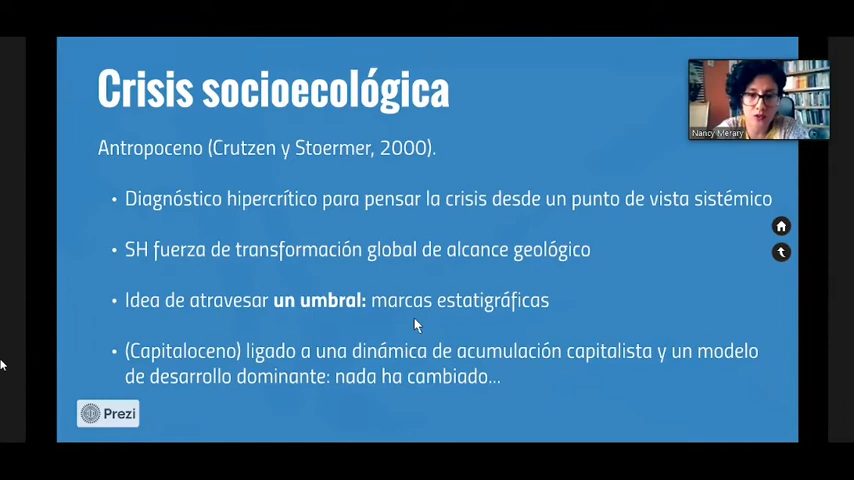 Crisis socioecológica
Antropoceno (Crutzen y Stoermer, 2000).
• Diagnóstico hipercrítico para pensar la crisis desde un punto de vista sistémico
• SH fuerza de transformación global de alcance geológico
• Idea de atravesar un umbral: marcas estatigráficas
• (Capitaloceno) ligado a una dinámica de acumulación capitalista y un modelo
de desarrollo dominante: nada ha cambiado...
Prezi
Nancy Merary